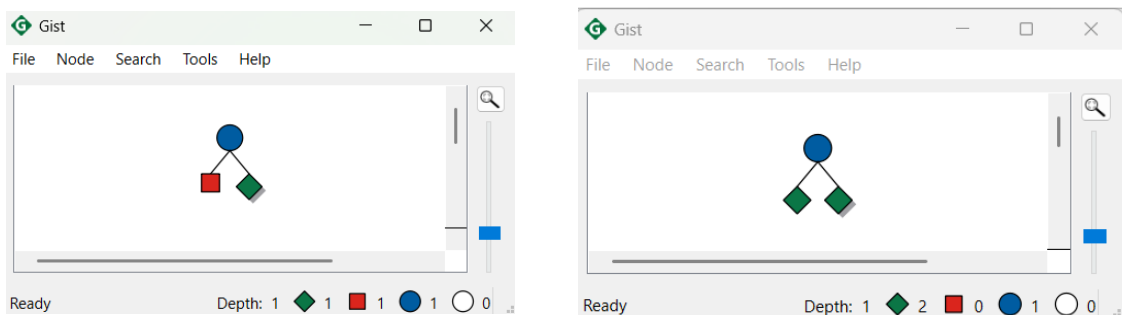 Gist
File Node Search Tools Help
Ready Depth: 1 1 1 1 0
Gist
File Node Search Tools Help
Ready Depth: 1 2 0 1 0